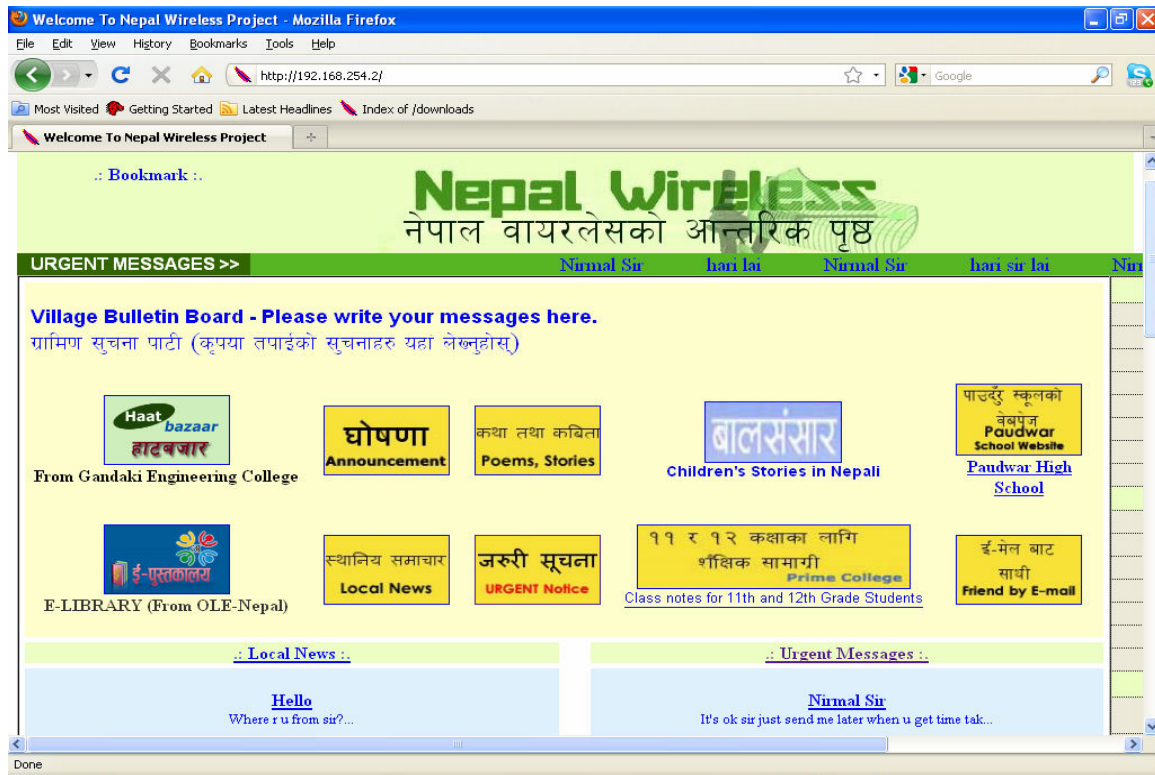 Welcome To Nepal Wireless Project - Mozilla Firefox
File Edit View History Bookmarks Tools Help
http://192.168.254.2/
Google
Most Visited Getting Started Latest Headlines Index of /downloads
Welcome To Nepal Wireless Project
.: Bookmark :.
Nepal Wireless
नेपाल वायरलेसको आन्तरिक पृष्ठ
URGENT MESSAGES >> Nirmal Sir hari lai Nirmal Sir hari sir lai
Village Bulletin Board - Please write your messages here.
ग्रामिण सुचना पाटी (कृपया तपाईको सुचनाहरु यहां लेख्नुहोस्)
Haat bazaar
हाटबजार
From Gandaki Engineering College
घोषणा
Announcement
कथा तथा कबिता
Poems, Stories
बालसंसार
Children's Stories in Nepali
पाउदुँर स्कूलको
वेबपेज
Paudwar
School Website
Paudwar High
School
ई-पुस्तकालय
E-LIBRARY (From OLE-Nepal)
स्थानिय समाचार
Local News
जरुरी सूचना
URGENT Notice
११ र १२ कक्षाका लागि
शैक्षिक सामाग्री
Prime College
Class notes for 11th and 12th Grade Students
ई-मेल बाट
साथी
Friend by E-mail
.: Local News :.
.: Urgent Messages :.
Hello
Where r u from sir?...
Nirmal Sir
It's ok sir just send me later when u get time tak...
Done